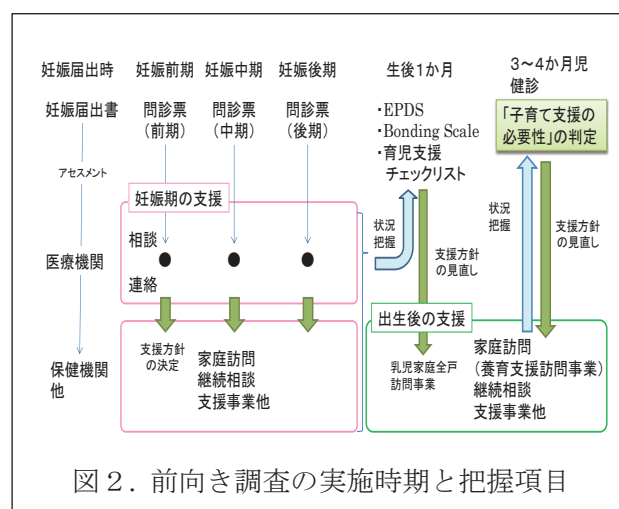 妊娠届出時
妊娠前期
妊娠中期
妊娠後期
生後1か月
3～4か月児
健診
妊娠届出書
問診票
(前期)
問診票
(中期)
問診票
(後期)
・EPDS
・Bonding Scale
・育児支援
チェックリスト
「子育て支援の
必要性」の判定
アセスメント
妊娠期の支援
相談
連絡
医療機関
状況
把握
支援方針
の見直し
状況
把握
支援方針
の見直し
出生後の支援
保健機関
他
支援方針
の決定
家庭訪問
継続相談
支援事業他
乳児家庭全戸
訪問事業
家庭訪問
(養育支援訪問事業)
継続相談
支援事業他
図2. 前向き調査の実施時期と把握項目